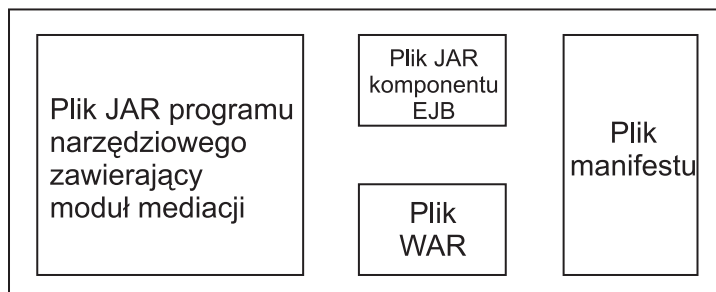 Plik JAR programu
narzędziowego
zawierający
moduł mediacji
Plik JAR
komponentu
EJB
Plik
WAR
Plik
manifestu